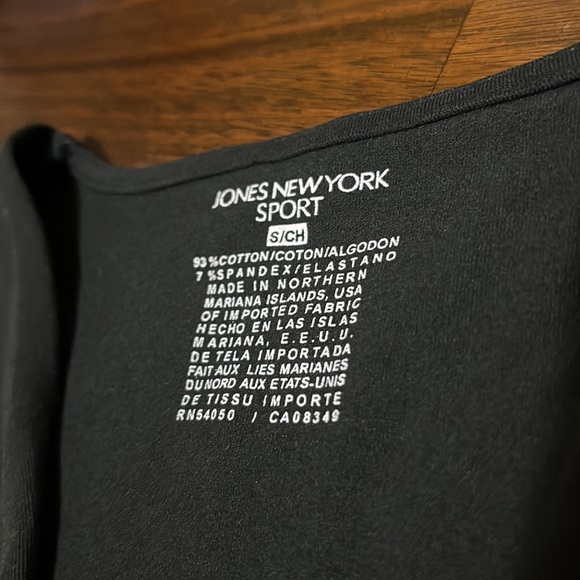 JONES NEW YORK
SPORT
S/CH
93%COTTON/COTON/ALGODON
7 %SPANDEX/ELASTANO
MADE IN NORTHERN
MARIANA ISLANDS, USA
OF IMPORTED FABRIC
HECHO EN LAS ISLAS
MARIANA, E.E.U.U.
DE TELA IMPORTADA
FAIT AUX LIES MARIANES
DU NORD AUX ETATS-UNIS
DE TISSU IMPORTE
RN54050 / CA08349